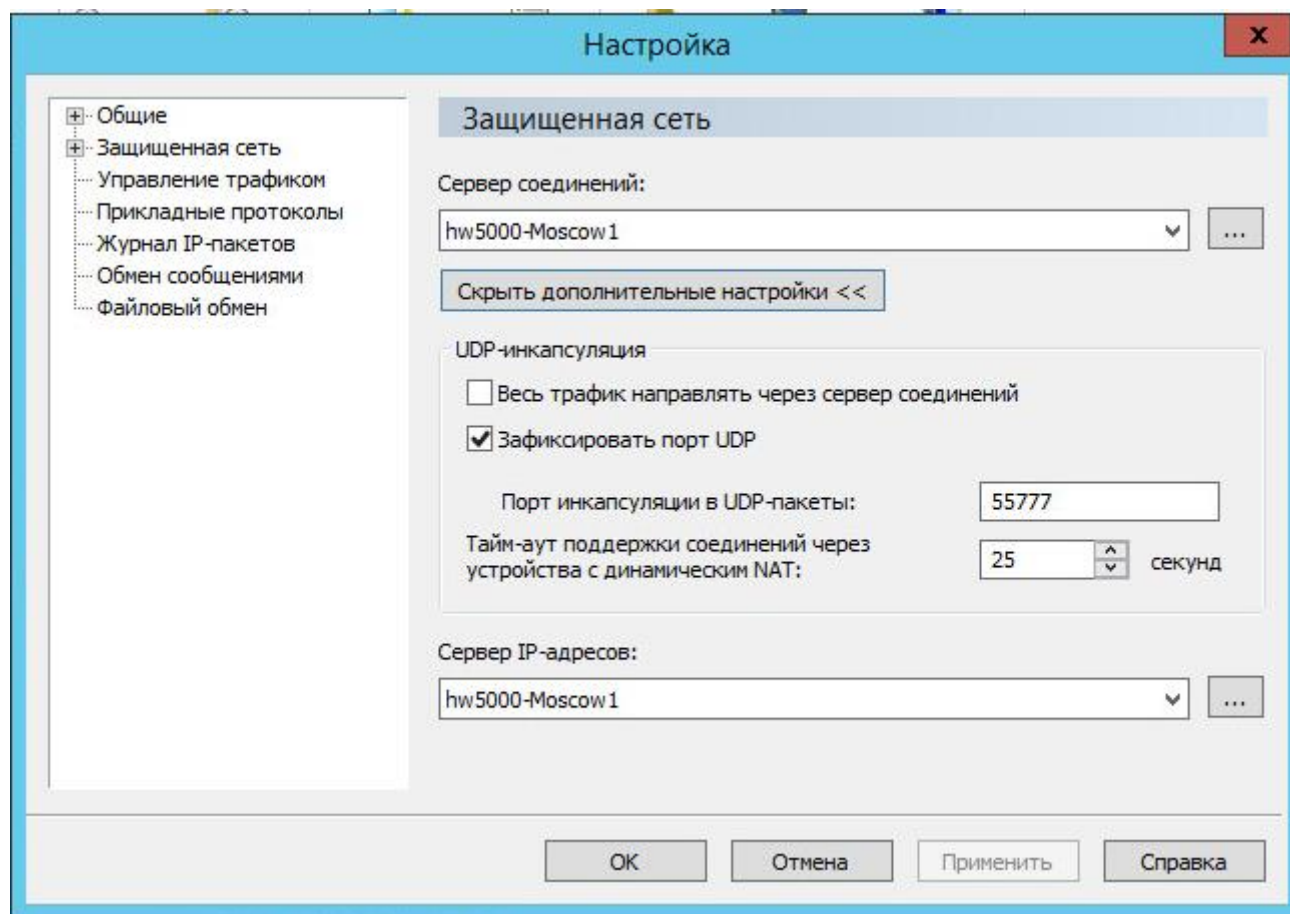 Настройка
x
Общие
Защищенная сеть
Управление трафиком
Прикладные протоколы
Журнал IP-пакетов
Обмен сообщениями
Файловый обмен
Защищенная сеть
Сервер соединений:
hw5000-Moscow1
...
Скрыть дополнительные настройки <<
UDP-инкапсуляция
Весь трафик направлять через сервер соединений
Зафиксировать порт UDP
Порт инкапсуляции в UDP-пакеты:
55777
Тайм-аут поддержки соединений через
устройства с динамическим NAT:
25
секунд
Сервер IP-адресов:
hw5000-Moscow1
...
ОК
Отмена
Применить
Справка